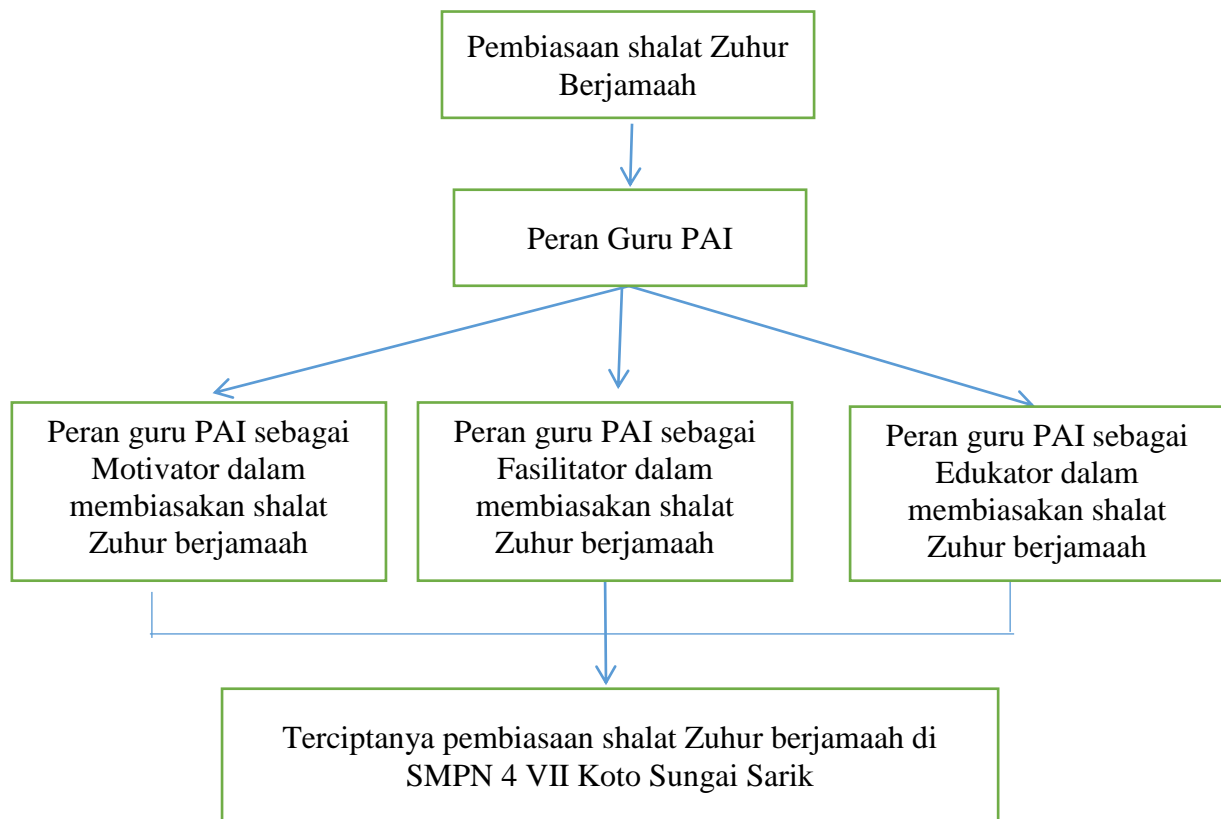 Pembiasaan shalat Zuhur
Berjamaah
Peran Guru PAI
Peran guru PAI sebagai
Motivator dalam
membiasakan shalat
Zuhur berjamaah
Peran guru PAI sebagai
Fasilitator dalam
membiasakan shalat
Zuhur berjamaah
Peran guru PAI sebagai
Edukator dalam
membiasakan shalat
Zuhur berjamaah
Terciptanya pembiasaan shalat Zuhur berjamaah di
SMPN 4 VII Koto Sungai Sarik